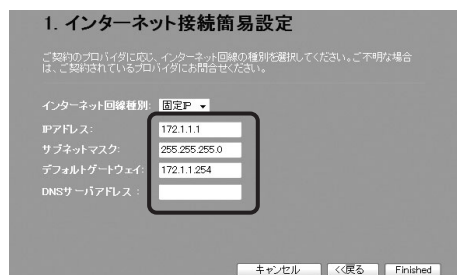 1. インターネット接続簡易設定
ご契約のプロバイダに応じ、インターネット回線の種別を選択してください。ご不明な場合
は、ご契約されているプロバイダにお問合せください。
インターネット回線種別: 固定IP
IPアドレス: 172.1.1.1
サブネットマスク: 255.255.255.0
デフォルトゲートウェイ: 172.1.1.254
DNSサーバアドレス :
キャンセル <<戻る Finished